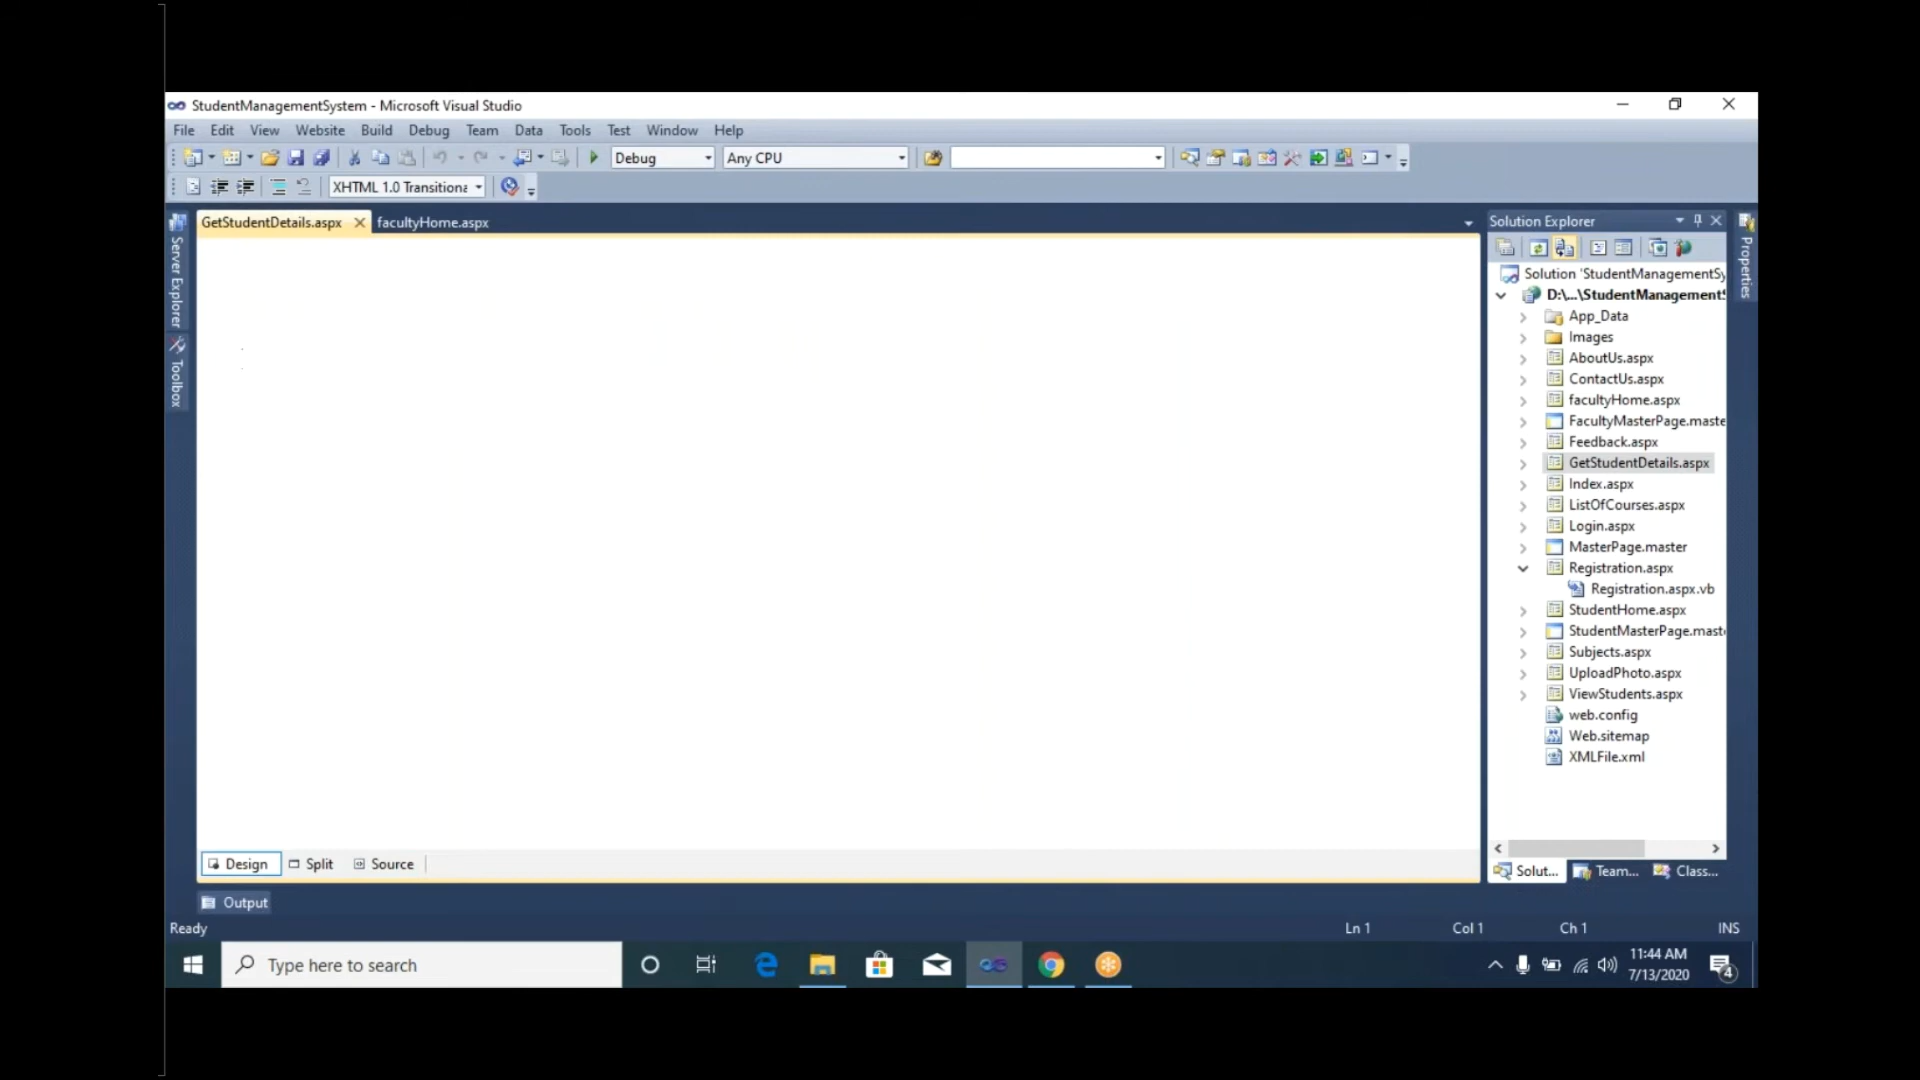 StudentManagementSystem - Microsoft Visual Studio
File Edit View Website Build Debug Team Data Tools Test Window Help
Debug Any CPU
XHTML 1.0 Transitiona
GetStudentDetails.aspx facultyHome.aspx
Server Explorer
Toolbox
Solution Explorer
Properties
Solution 'StudentManagementSy
D:\...\StudentManagementS
App_Data
Images
AboutUs.aspx
ContactUs.aspx
facultyHome.aspx
FacultyMasterPage.maste
Feedback.aspx
GetStudentDetails.aspx
Index.aspx
ListOfCourses.aspx
Login.aspx
MasterPage.master
Registration.aspx
Registration.aspx.vb
StudentHome.aspx
StudentMasterPage.mast
Subjects.aspx
UploadPhoto.aspx
ViewStudents.aspx
web.config
Web.sitemap
XMLFile.xml
Design Split Source
Solut... Team... Class...
Output
Ready Ln 1 Col 1 Ch 1 INS
Type here to search
11:44 AM
7/13/2020
4